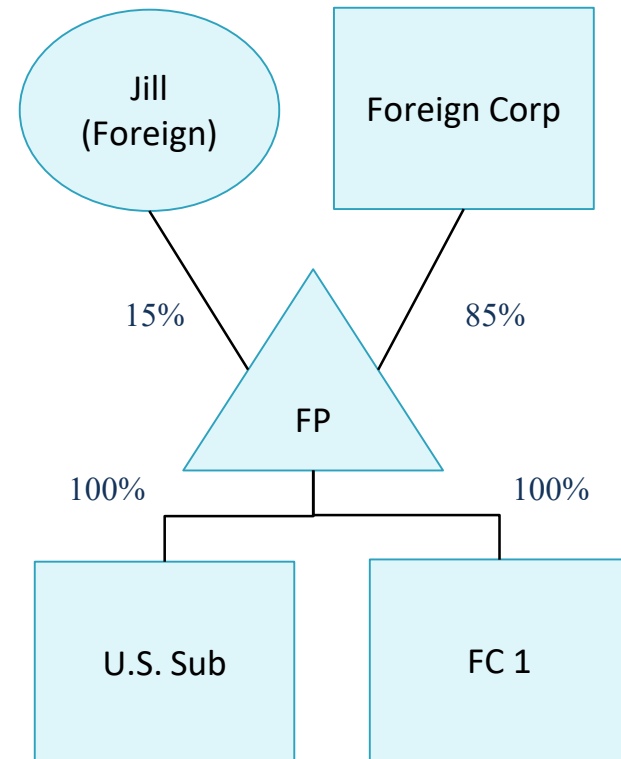 Jill
(Foreign)
Foreign Corp
15%
85%
FP
100%
100%
U.S. Sub
FC 1